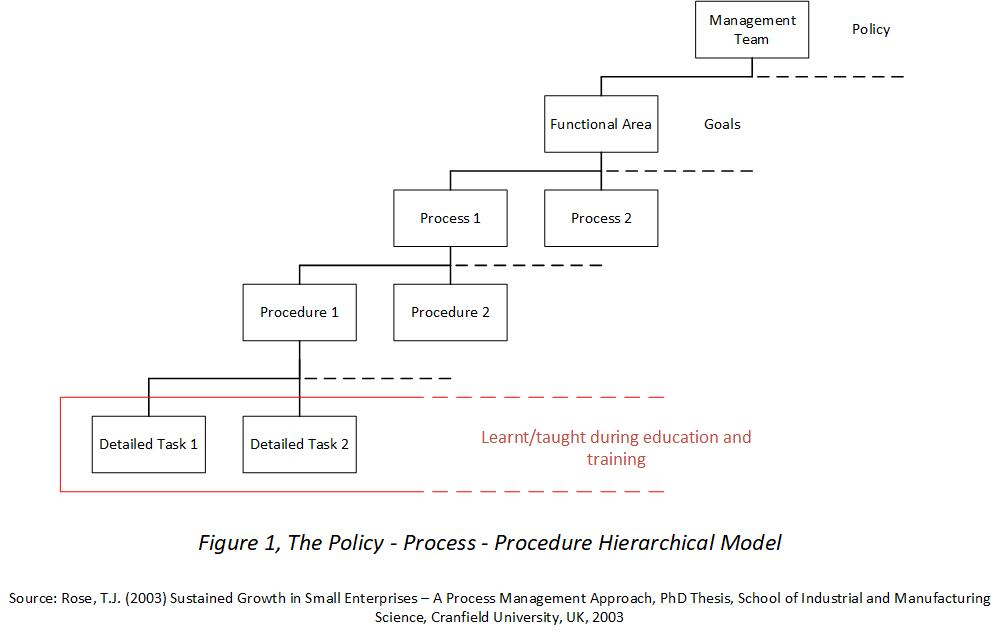 Management
Team
Policy
Functional Area
Goals
Process 1
Process 2
Procedure 1
Procedure 2
Detailed Task 1
Detailed Task 2
Learnt/taught during education and
training
Figure 1, The Policy - Process - Procedure Hierarchical Model
Source: Rose, T.J. (2003) Sustained Growth in Small Enterprises – A Process Management Approach, PhD Thesis, School of Industrial and Manufacturing
Science, Cranfield University, UK, 2003